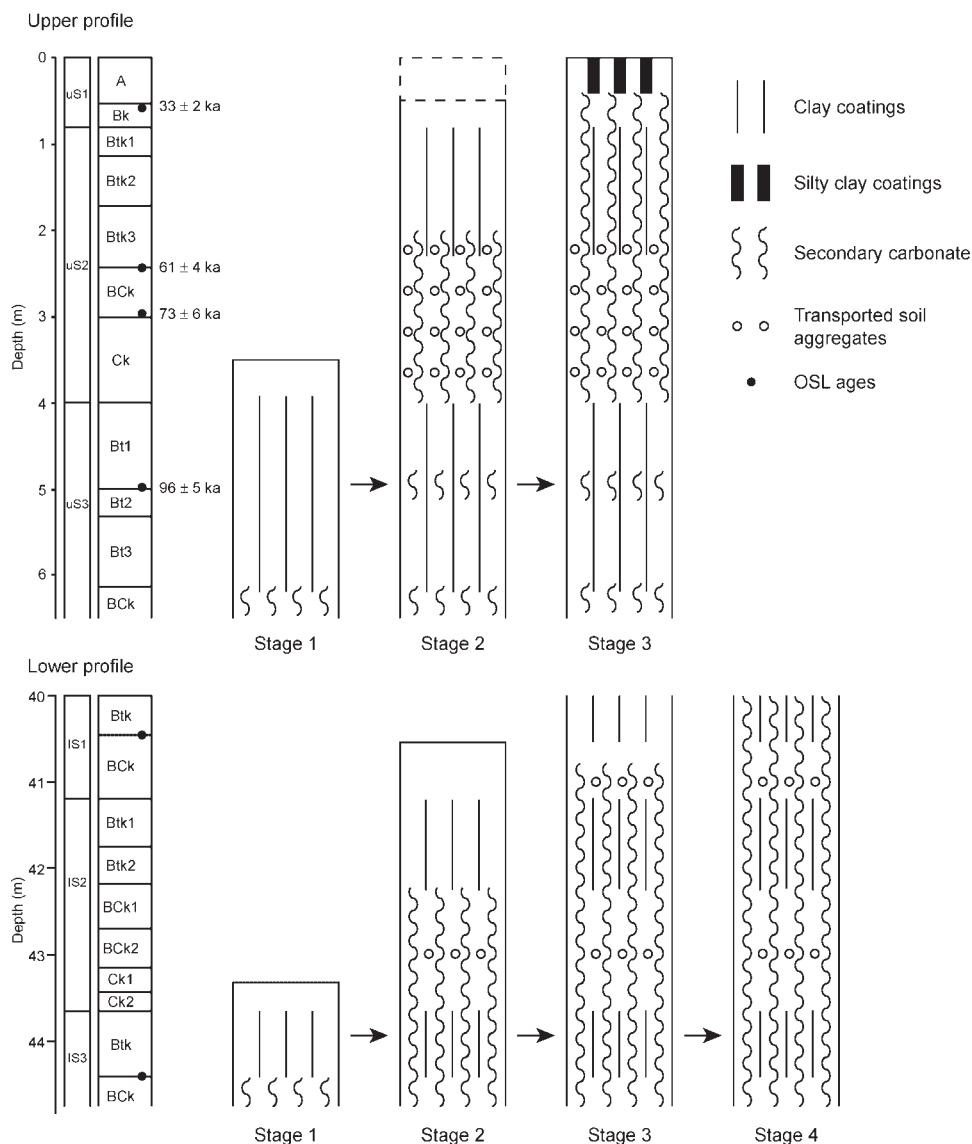 Upper profile
0
1
2
3
4
5
6
Depth (m)
uS1
uS2
uS3
A
Bk
Btk1
Btk2
Btk3
BCk
Ck
Bt1
Bt2
Bt3
BCk
33 ± 2 ka
61 ± 4 ka
73 ± 6 ka
96 ± 5 ka
Stage 1
Stage 2
Stage 3
Clay coatings
Silty clay coatings
Secondary carbonate
Transported soil
aggregates
OSL ages
Lower profile
40
41
42
43
44
Depth (m)
lS1
lS2
lS3
Btk
BCk
Btk1
Btk2
BCk1
BCk2
Ck1
Ck2
Btk
BCk
Stage 1
Stage 2
Stage 3
Stage 4